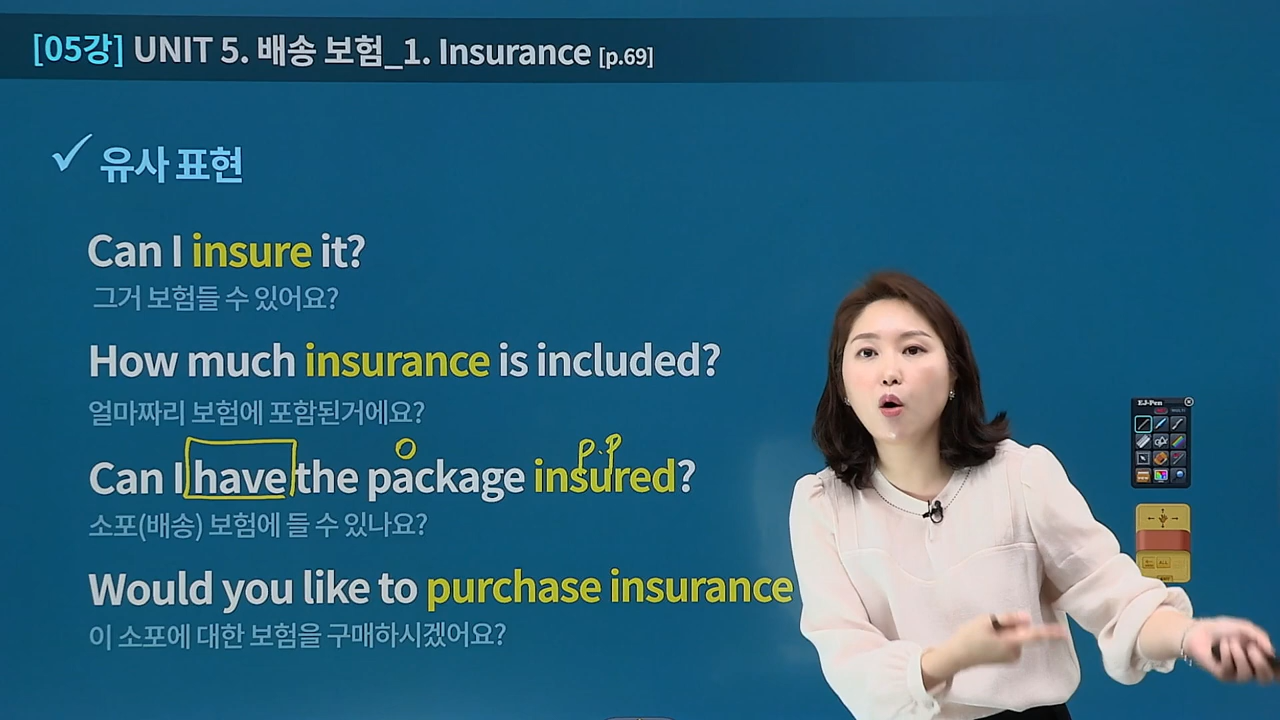 [05강] UNIT 5. 배송 보험_1. Insurance [p.69]
유사 표현
Can I insure it?
그거 보험들 수 있어요?
How much insurance is included?
얼마짜리 보험에 포함된거에요?
O p.p
Can I have the package insured?
소포(배송) 보험에 들 수 있나요?
Would you like to purchase insurance
이 소포에 대한 보험을 구매하시겠어요?
EJ-Pen